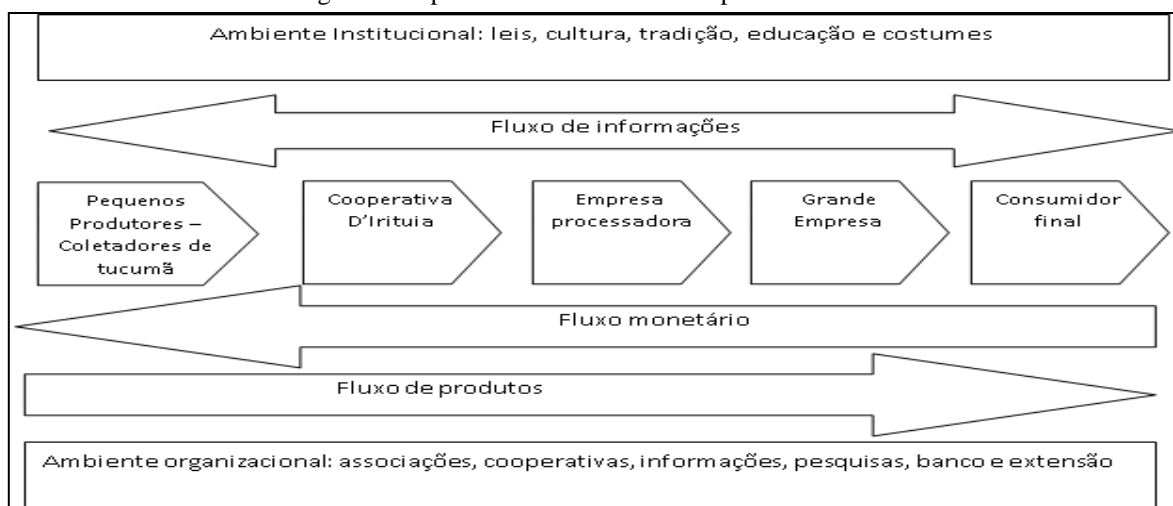 Ambiente Institucional: leis, cultura, tradição, educação e costumes
Fluxo de informações
Pequenos
Produtores –
Coletadores de
tucumã
Cooperativa
D'Irituia
Empresa
processadora
Grande
Empresa
Consumidor
final
Fluxo monetário
Fluxo de produtos
Ambiente organizacional: associações, cooperativas, informações, pesquisas, banco e extensão